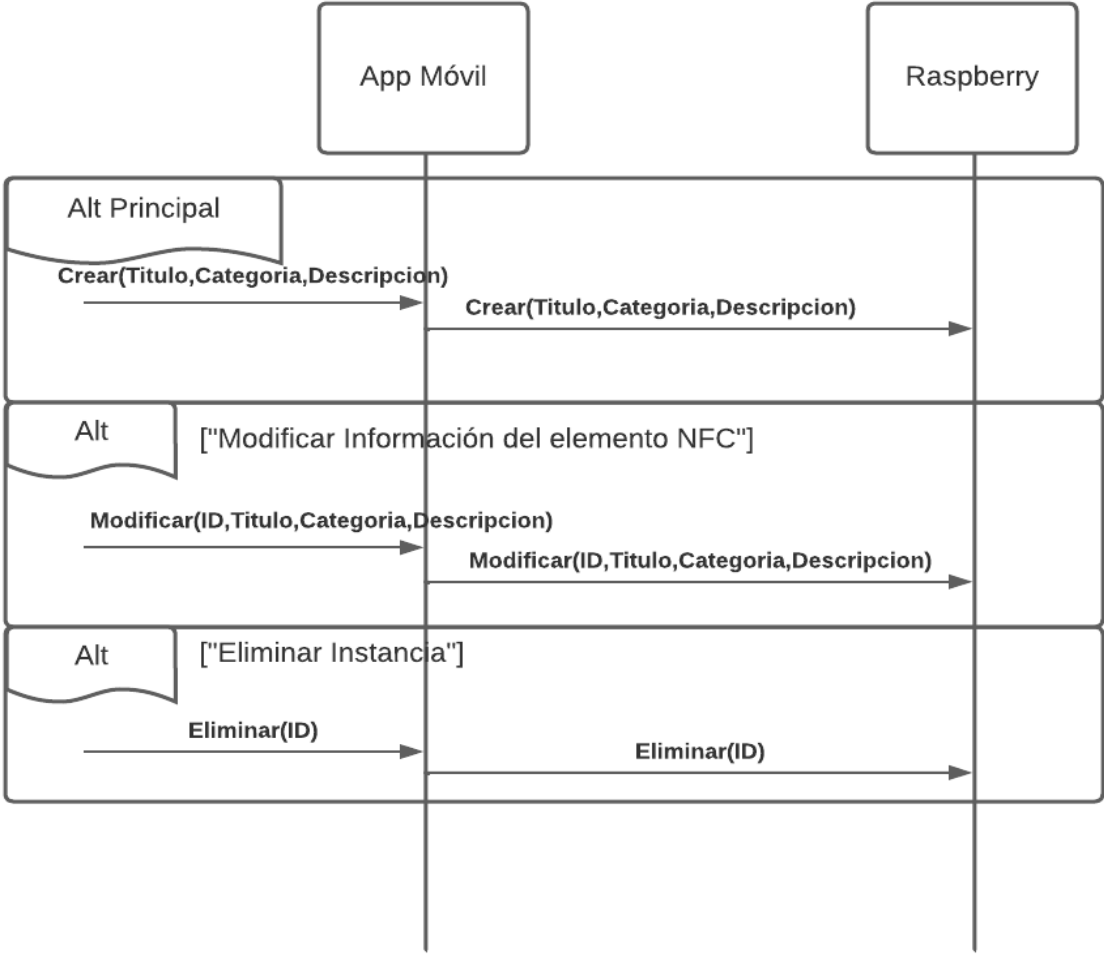 App Móvil
Raspberry
Alt Principal
Crear(Titulo,Categoria,Descripcion)
Crear(Titulo,Categoria,Descripcion)
Alt
["Modificar Información del elemento NFC"]
Modificar(ID,Titulo,Categoria,Descripcion)
Modificar(ID,Titulo,Categoria,Descripcion)
Alt
["Eliminar Instancia"]
Eliminar(ID)
Eliminar(ID)